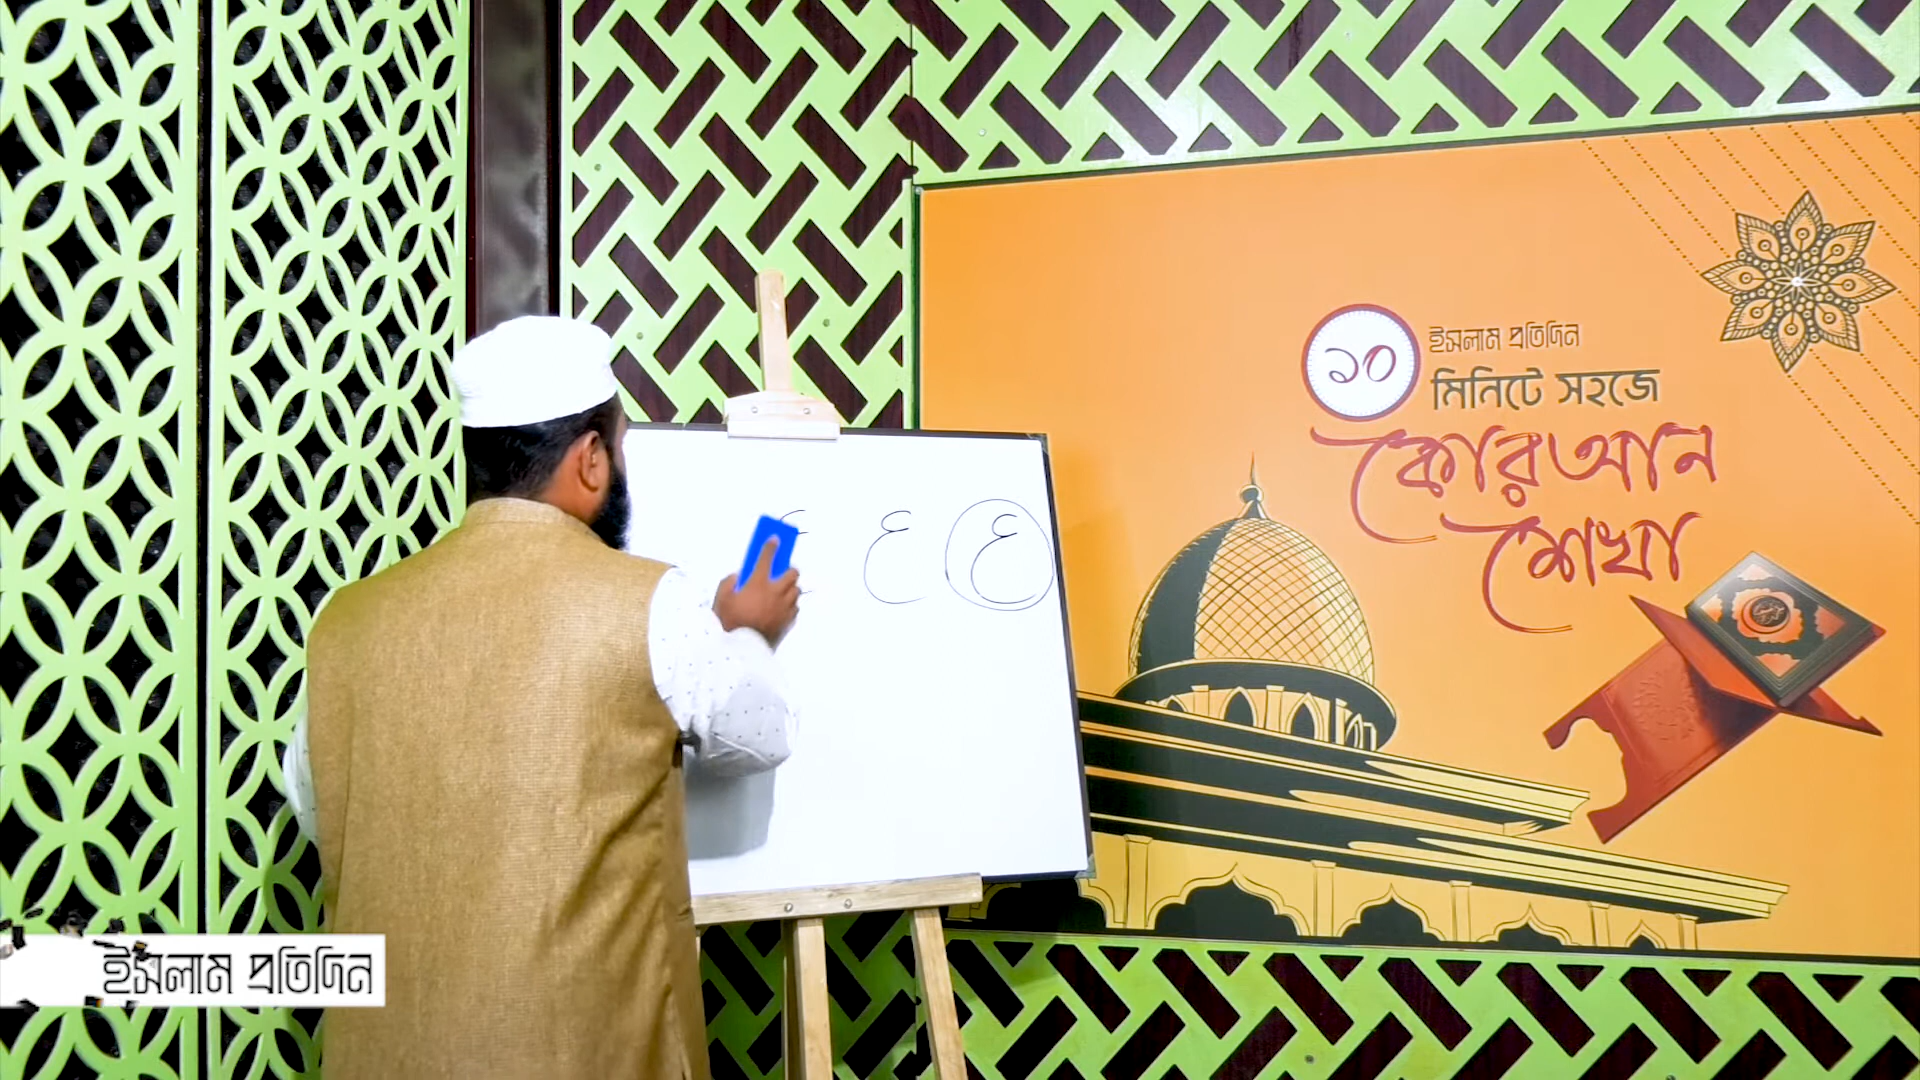 ع ع ع
১০
ইসলাম প্রতিদিন
মিনিটে সহজে
কোরআন
শেখা
ইসলাম প্রতিদিন